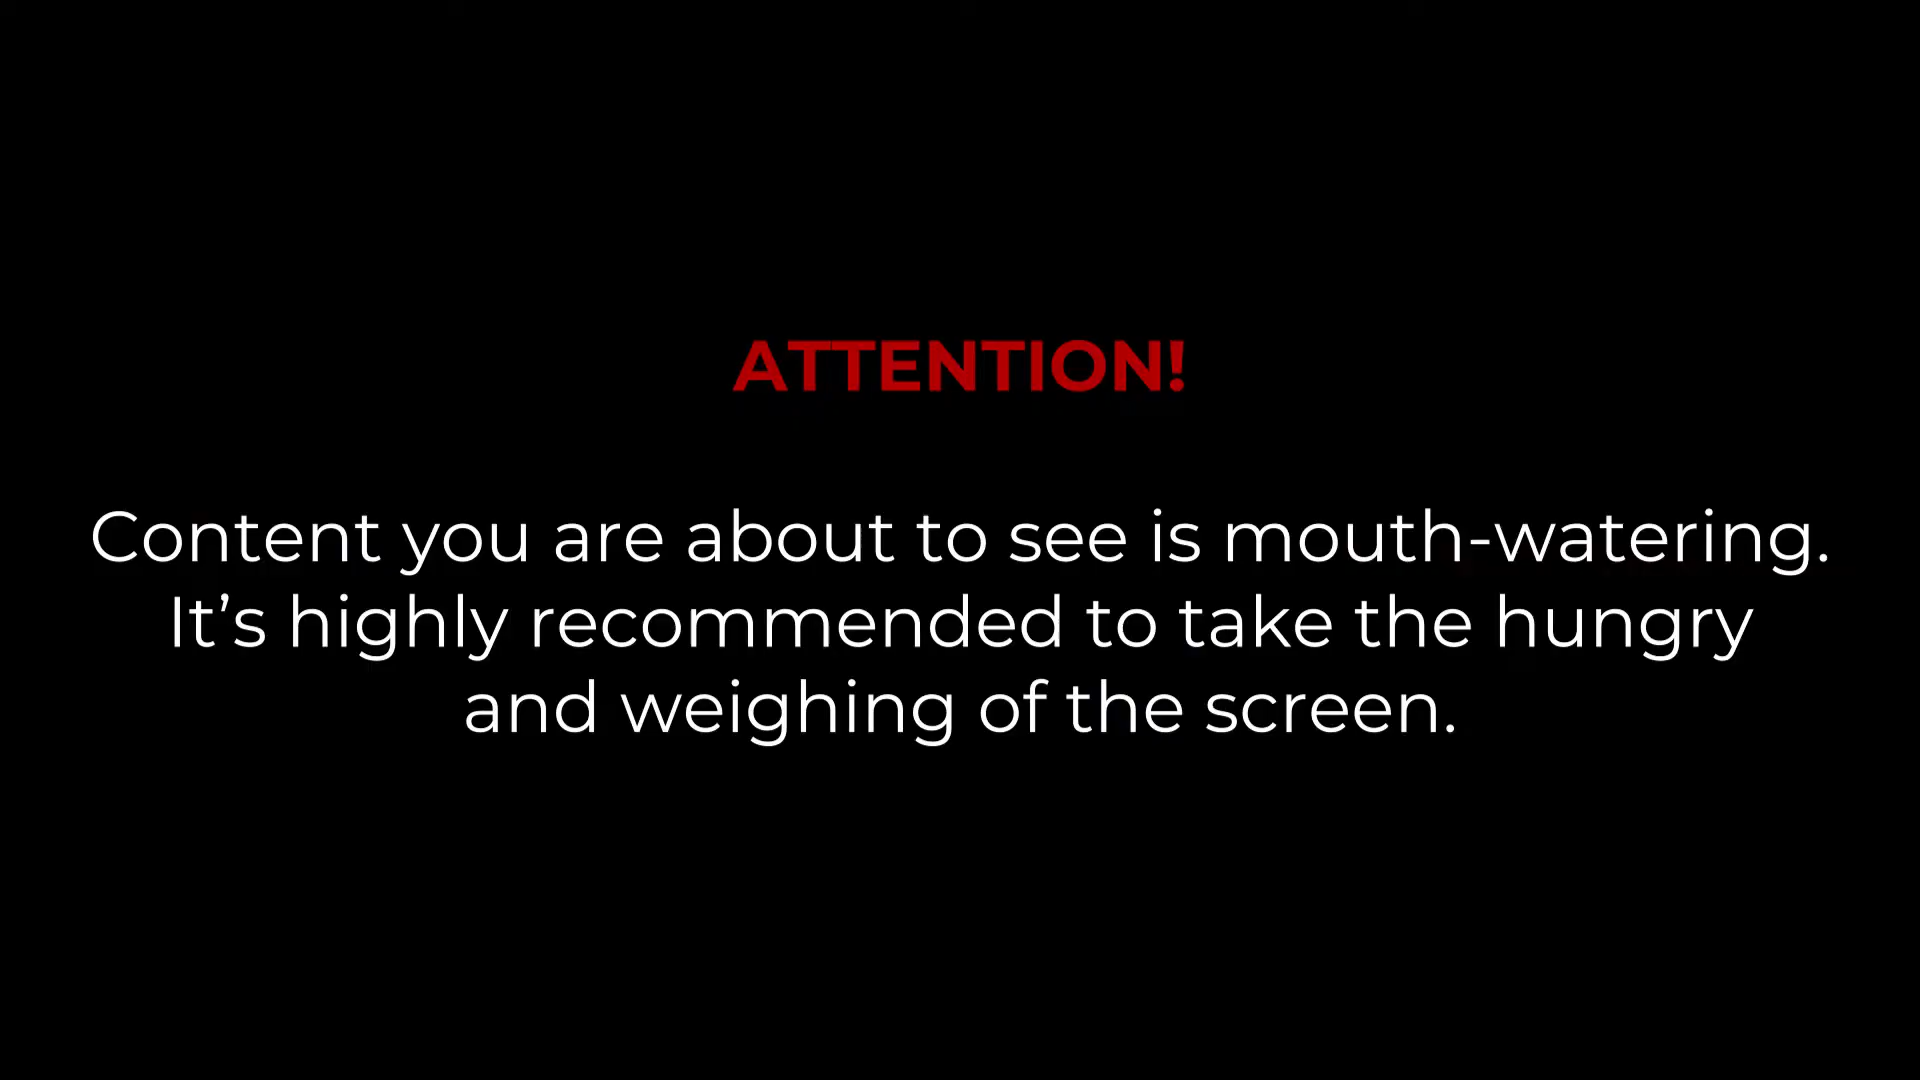 ATTENTION!
Content you are about to see is mouth-watering.
It’s highly recommended to take the hungry
and weighing of the screen.